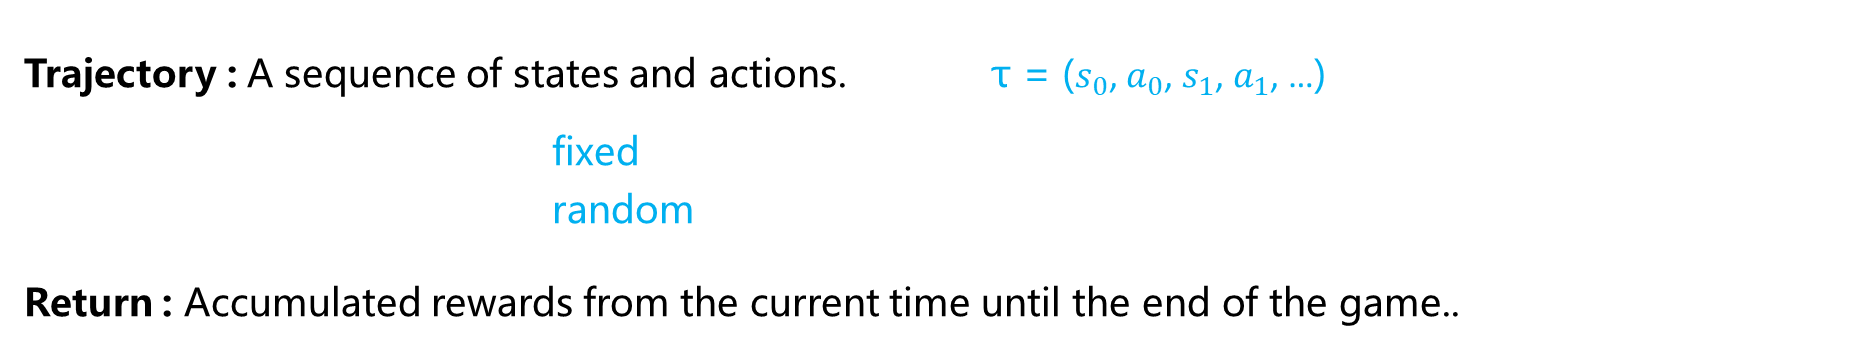 Trajectory : A sequence of states and actions. τ = (s₀, a₀, s₁, a₁, ...)
fixed
random
Return : Accumulated rewards from the current time until the end of the game..